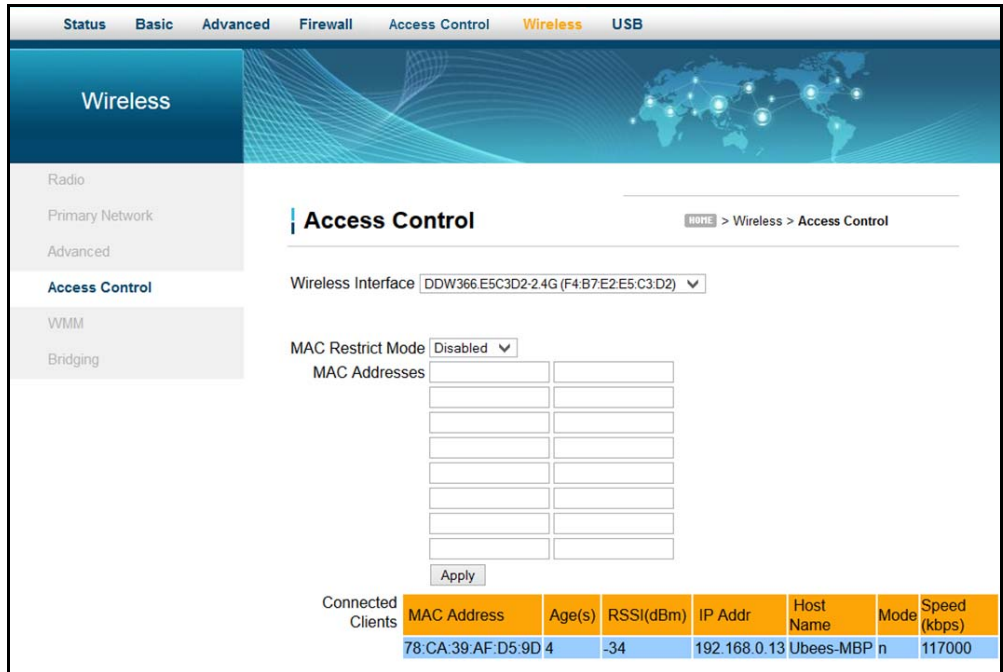 Status Basic Advanced Firewall Access Control Wireless USB
Wireless
Radio
Primary Network
Advanced
Access Control
WMM
Bridging
Access Control
HOME > Wireless > Access Control
Wireless Interface DDW366.E5C3D2-2.4G (F4:B7:E2:E5:C3:D2)
MAC Restrict Mode Disabled
MAC Addresses
Apply
Connected Clients
MAC Address Age(s) RSSI(dBm) IP Addr Host Name Mode Speed (kbps)
78:CA:39:AF:D5:9D 4 -34 192.168.0.13 Ubees-MBP n 117000